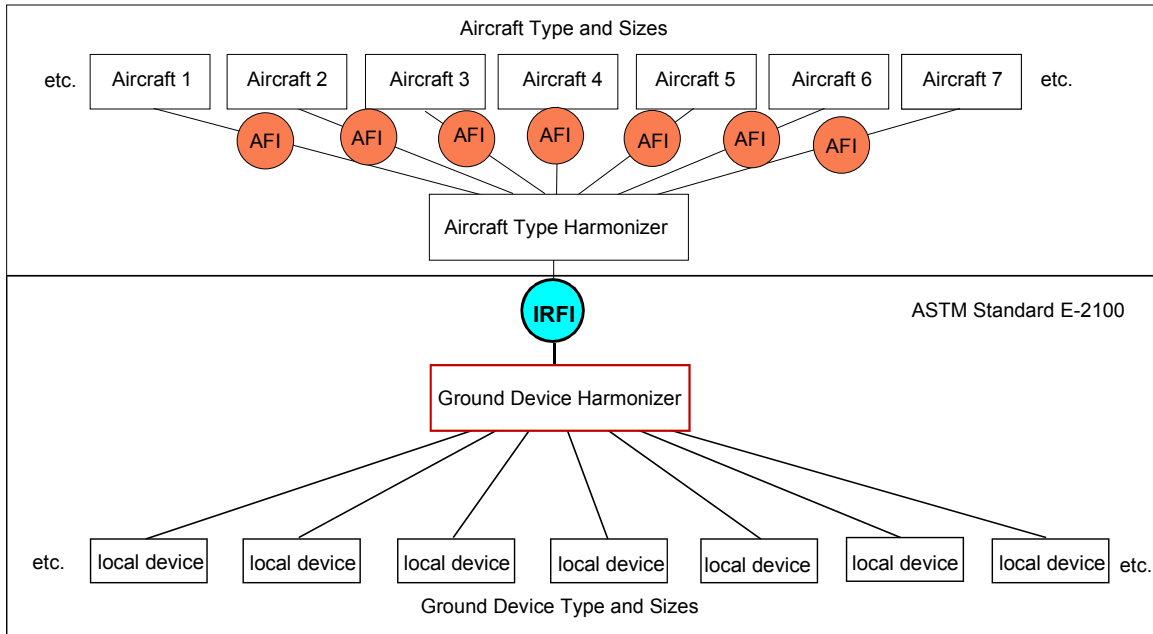 Aircraft Type and Sizes
etc.
Aircraft 1
Aircraft 2
Aircraft 3
Aircraft 4
Aircraft 5
Aircraft 6
Aircraft 7
etc.
AFI
AFI
AFI
AFI
AFI
AFI
AFI
Aircraft Type Harmonizer
IRFI
ASTM Standard E-2100
Ground Device Harmonizer
etc.
local device
local device
local device
local device
local device
local device
local device
etc.
Ground Device Type and Sizes